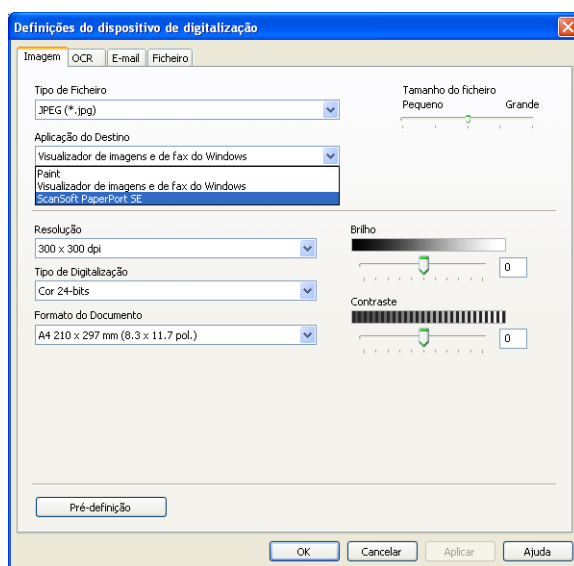 Definições do dispositivo de digitalização
Imagem OCR E-mail Ficheiro
Tipo de Ficheiro
JPEG (*.jpg)
Tamanho do ficheiro
Pequeno Grande
Aplicação do Destino
Visualizador de imagens e de fax do Windows
Paint
Visualizador de imagens e de fax do Windows
ScanSoft PaperPort SE
Resolução
300 x 300 dpi
Tipo de Digitalização
Cor 24-bits
Formato do Documento
A4 210 x 297 mm (8.3 x 11.7 pol.)
Brilho
0
Contraste
0
Pré-definição
OK Cancelar Aplicar Ajuda